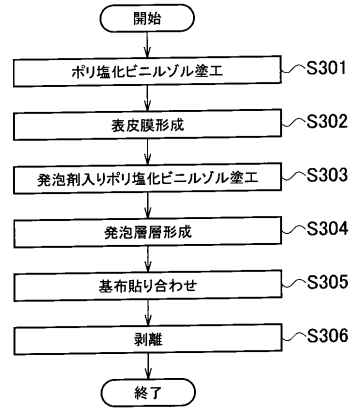 開始
ポリ塩化ビニルゾル塗工 S301
表皮膜形成 S302
発泡剤入りポリ塩化ビニルゾル塗工 S303
発泡層層形成 S304
基布貼り合わせ S305
剥離 S306
終了